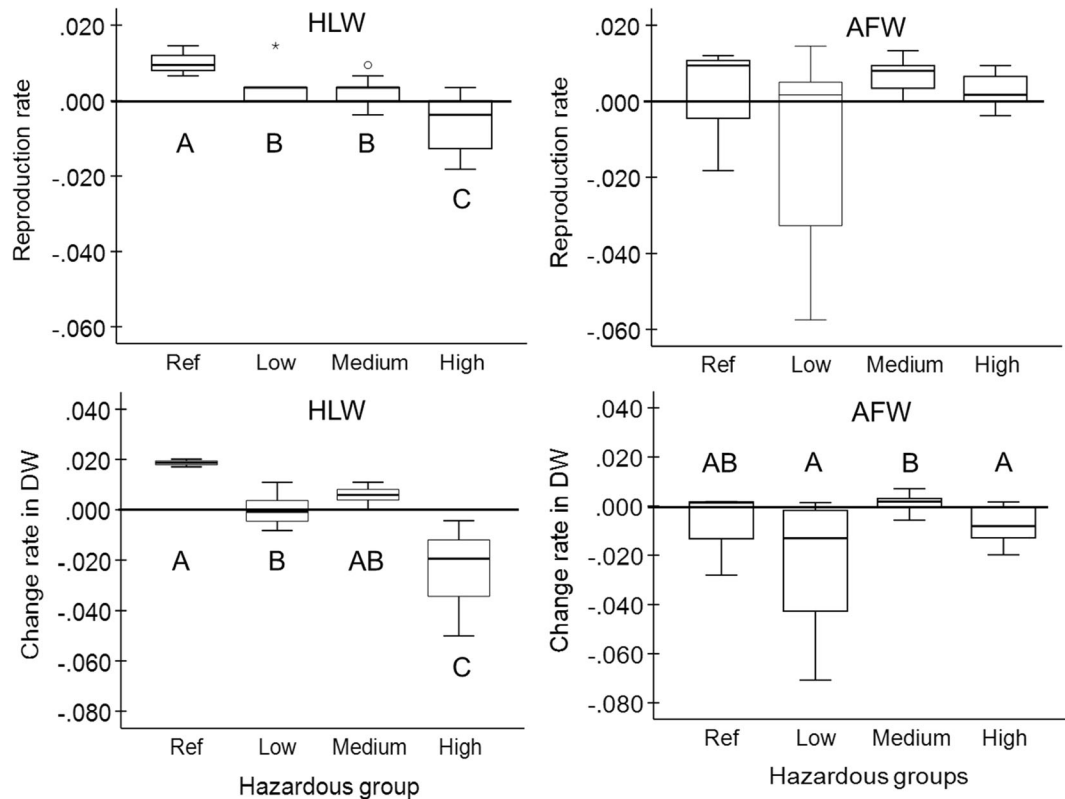 HLW
Reproduction rate
.020
.000
-.020
-.040
-.060
A
B
B
C
Ref Low Medium High
AFW
Reproduction rate
.020
.000
-.020
-.040
-.060
Ref Low Medium High
HLW
Change rate in DW
.040
.020
.000
-.020
-.040
-.060
-.080
A
B
AB
C
Ref Low Medium High
Hazardous group
AFW
Change rate in DW
.040
.020
.000
-.020
-.040
-.060
-.080
AB
A
B
A
Ref Low Medium High
Hazardous groups